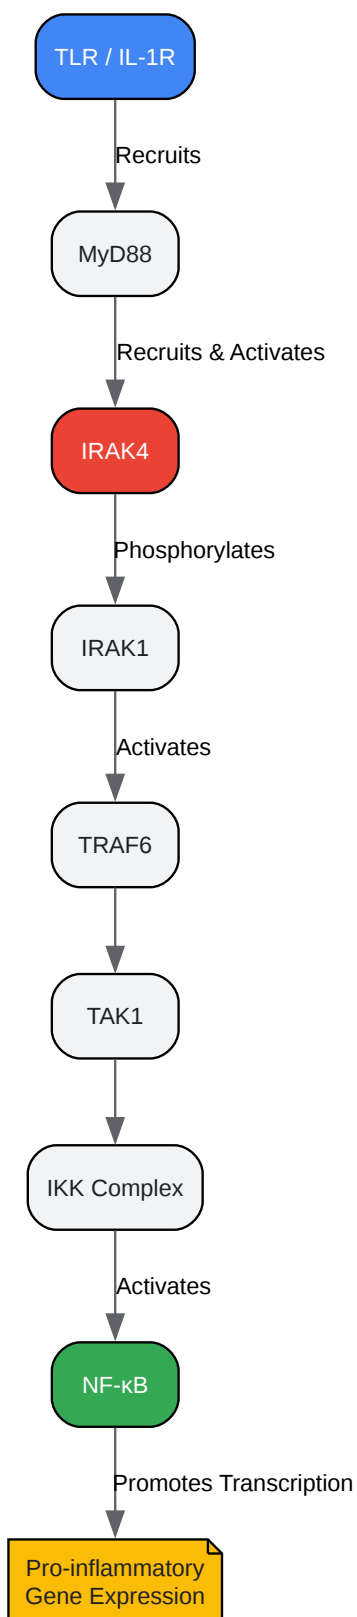 TLR / IL-1R
Recruits
MyD88
Recruits & Activates
IRAK4
Phosphorylates
IRAK1
Activates
TRAF6
TAK1
IKK Complex
Activates
NF-κB
Promotes Transcription
Pro-inflammatory
Gene Expression